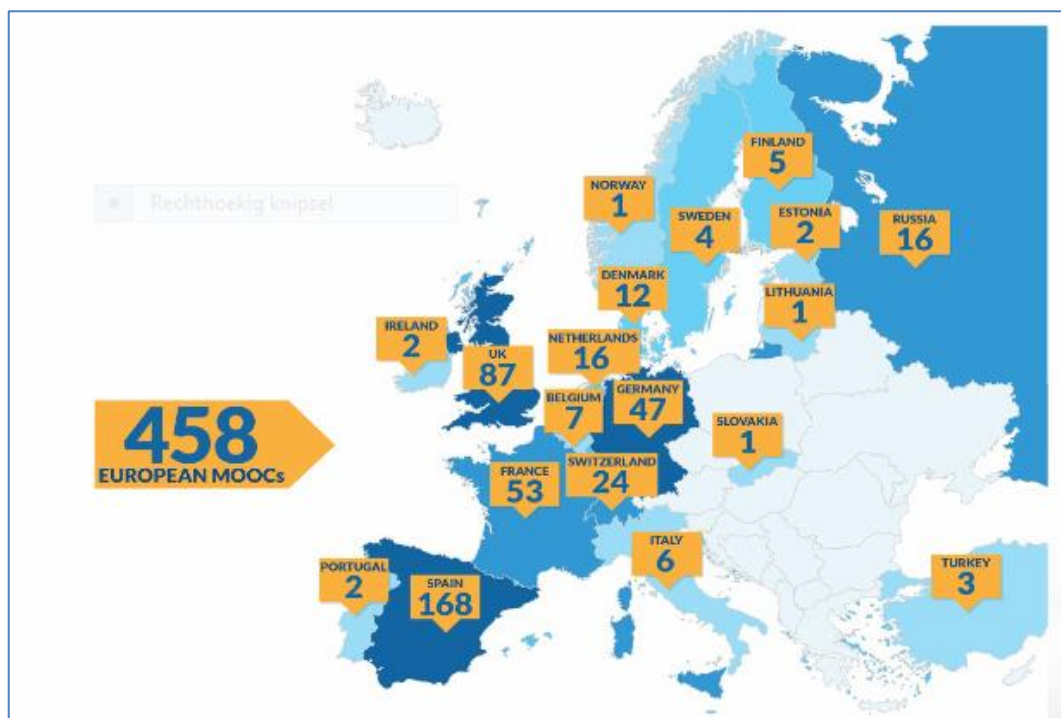 Rechthoekig knipsel
FINLAND
5
NORWAY
1
SWEDEN
4
ESTONIA
2
RUSSIA
16
DENMARK
12
LITHUANIA
1
IRELAND
2
UK
87
NETHERLANDS
16
BELGIUM
7
GERMANY
47
SLOVAKIA
1
458
EUROPEAN MOOCs
FRANCE
53
SWITZERLAND
24
ITALY
6
PORTUGAL
2
SPAIN
168
TURKEY
3